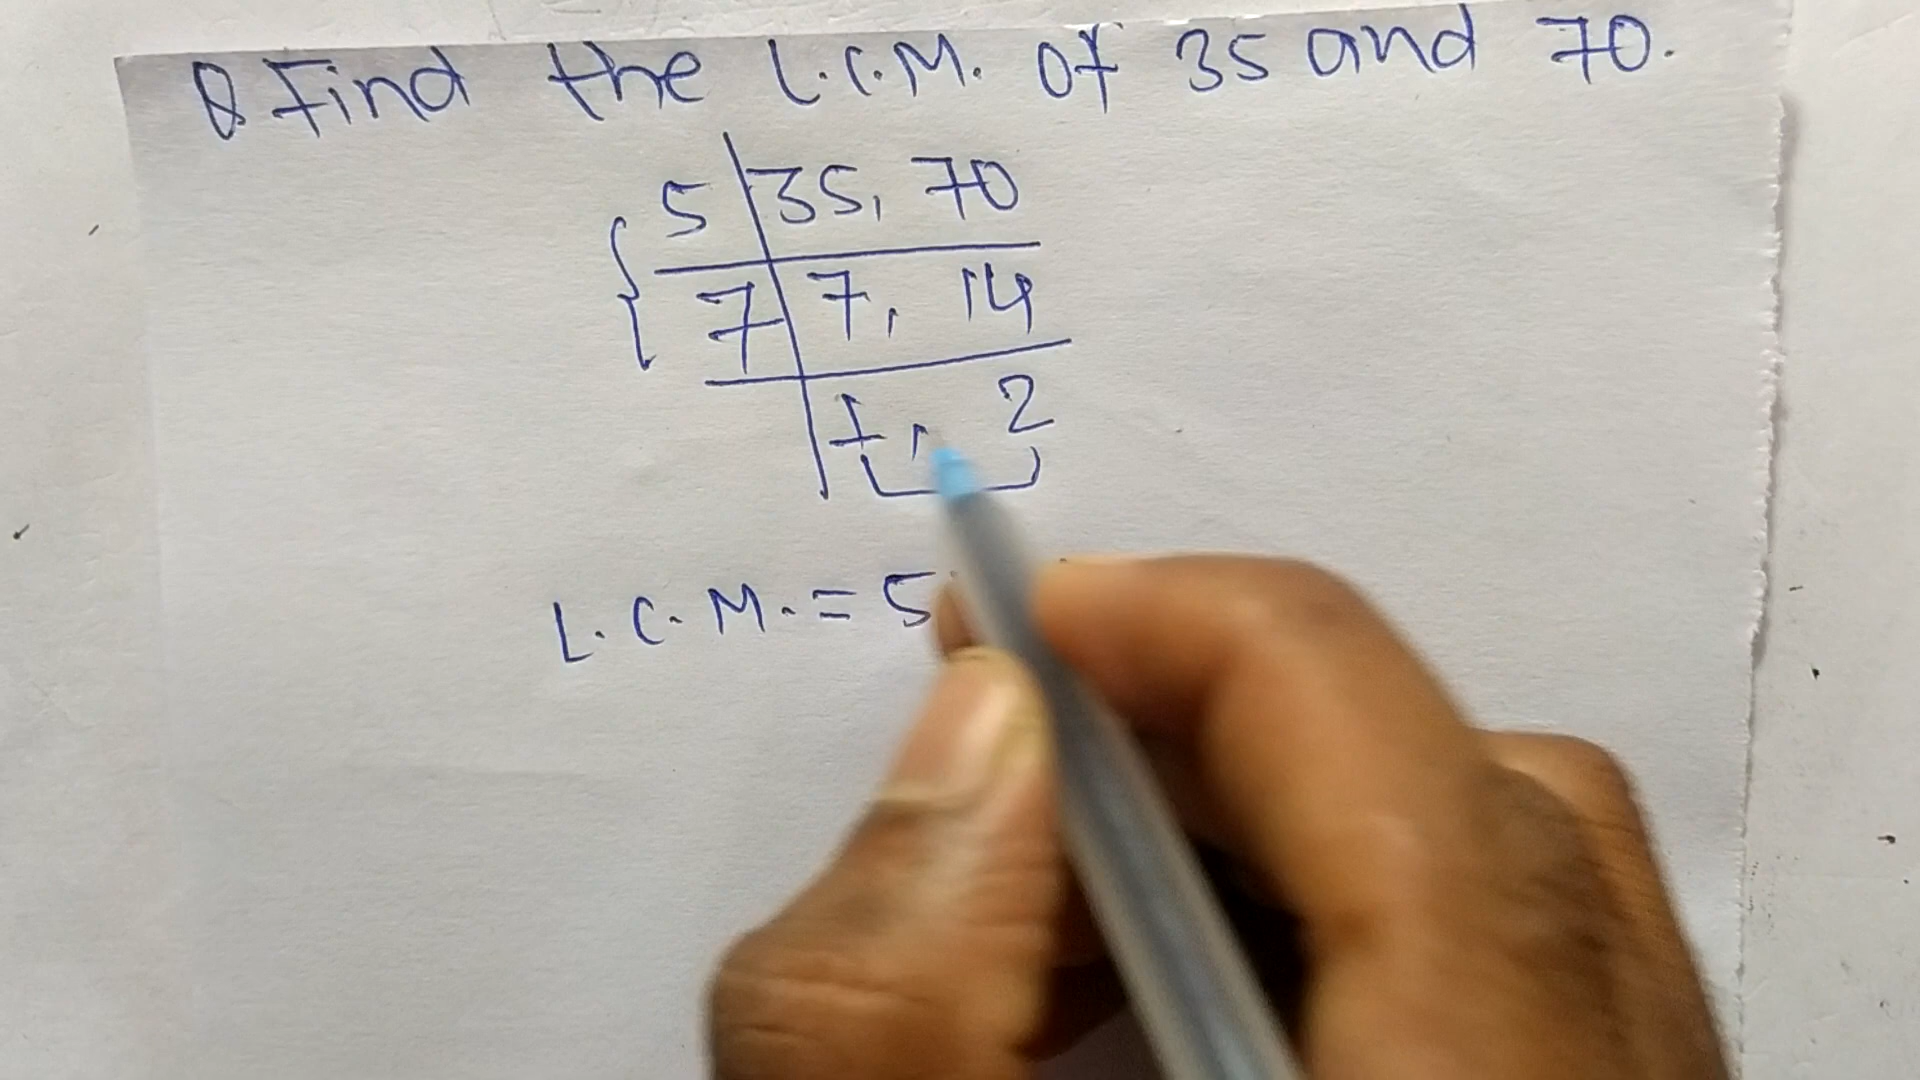 Q Find the L.C.M. of 35 and 70.
5 35, 70
7 7, 14
1, 2
L.C.M. = 5